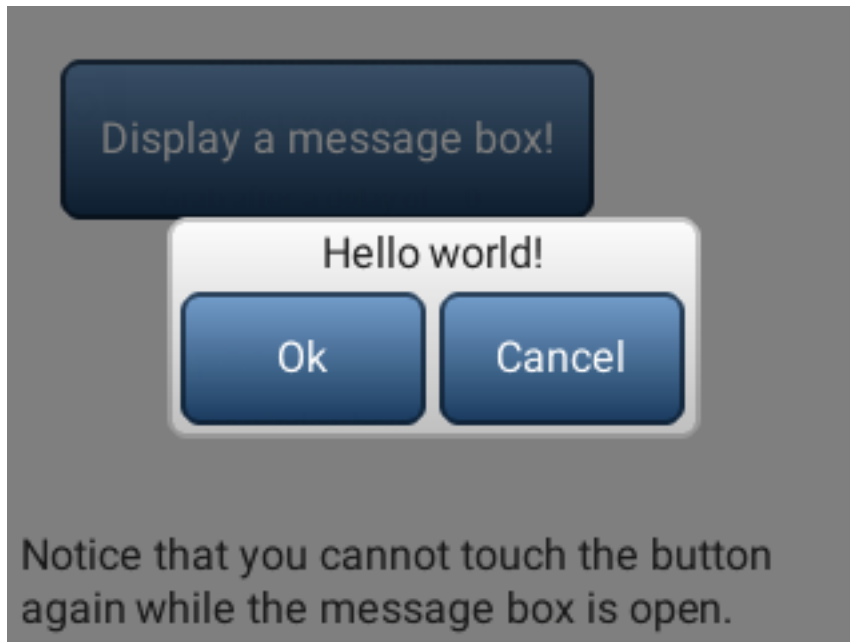 Display a message box!
Hello world!
Ok
Cancel
Notice that you cannot touch the button
again while the message box is open.